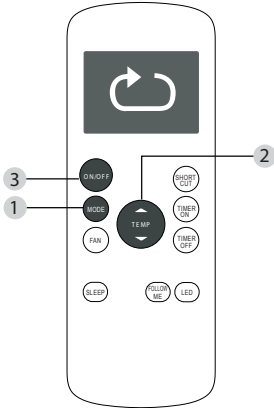 2
3
ON/OFF
SHORT
CUT
1
MODE
TEMP
TIMER
ON
FAN
TIMER
OFF
SLEEP
FOLLOW
ME
LED